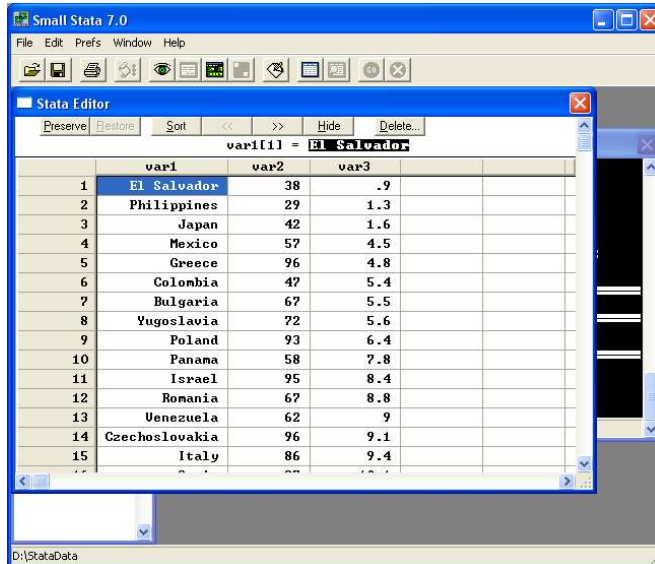 Small Stata 7.0
File Edit Prefs Window Help
Stata Editor
Preserve Restore Sort << >> Hide Delete...
var1[1] = El Salvador
var1 var2 var3
1 El Salvador 38 .9
2 Philippines 29 1.3
3 Japan 42 1.6
4 Mexico 57 4.5
5 Greece 96 4.8
6 Colombia 47 5.4
7 Bulgaria 67 5.5
8 Yugoslavia 72 5.6
9 Poland 93 6.4
10 Panama 58 7.8
11 Israel 95 8.4
12 Romania 67 8.8
13 Venezuela 62 9
14 Czechoslovakia 96 9.1
15 Italy 86 9.4
D:\StataData